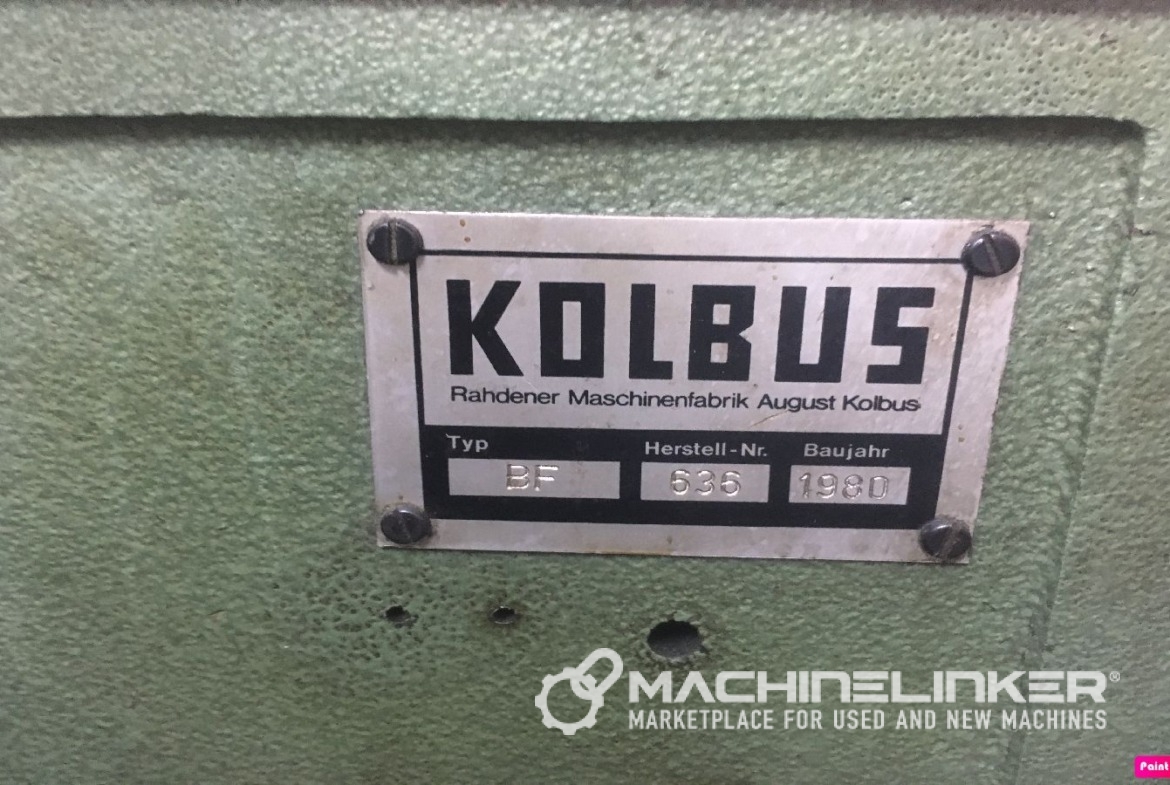 KOLBUS
Rahdener Maschinenfabrik August Kolbus
Typ Herstell-Nr. Baujahr
BF 636 1980
MACHINELINKER®
MARKETPLACE FOR USED AND NEW MACHINES
Paint